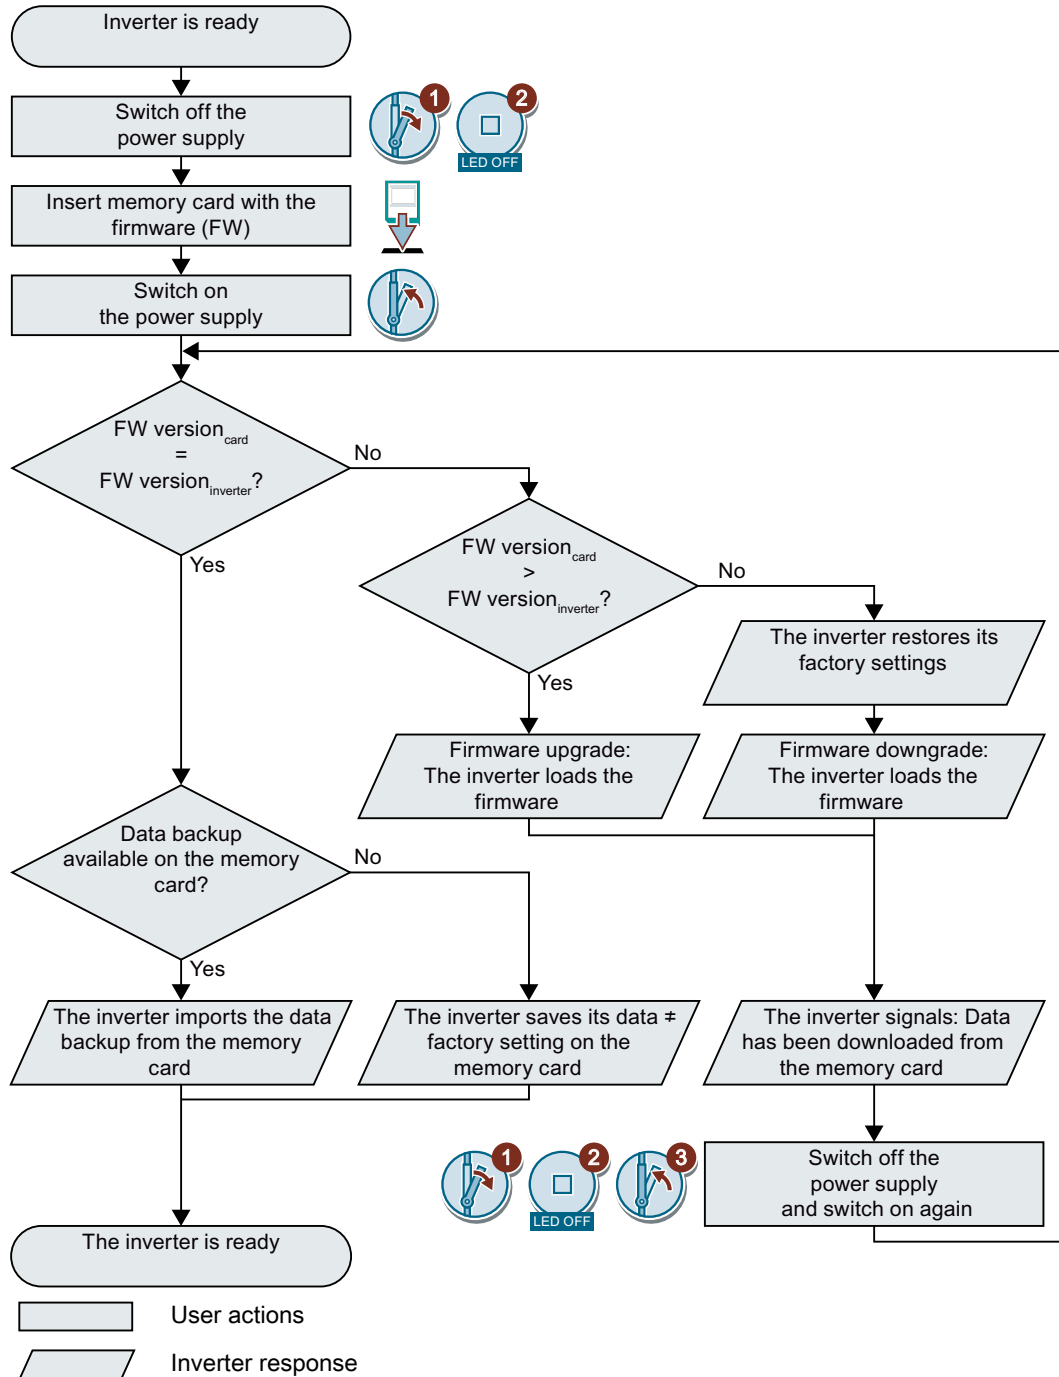 Inverter is ready
Switch off the
power supply
1
2
LED OFF
Insert memory card with the
firmware (FW)
Switch on
the power supply
FW version card
=
FW version inverter?
No
Yes
FW version card
>
FW version inverter?
No
Yes
The inverter restores its
factory settings
Firmware upgrade:
The inverter loads the
firmware
Firmware downgrade:
The inverter loads the
firmware
Data backup
available on the memory
card?
No
Yes
The inverter imports the data
backup from the memory
card
The inverter saves its data ≠
factory setting on the
memory card
The inverter signals: Data
has been downloaded from
the memory card
1
2
3
LED OFF
Switch off the
power supply
and switch on again
The inverter is ready
User actions
Inverter response